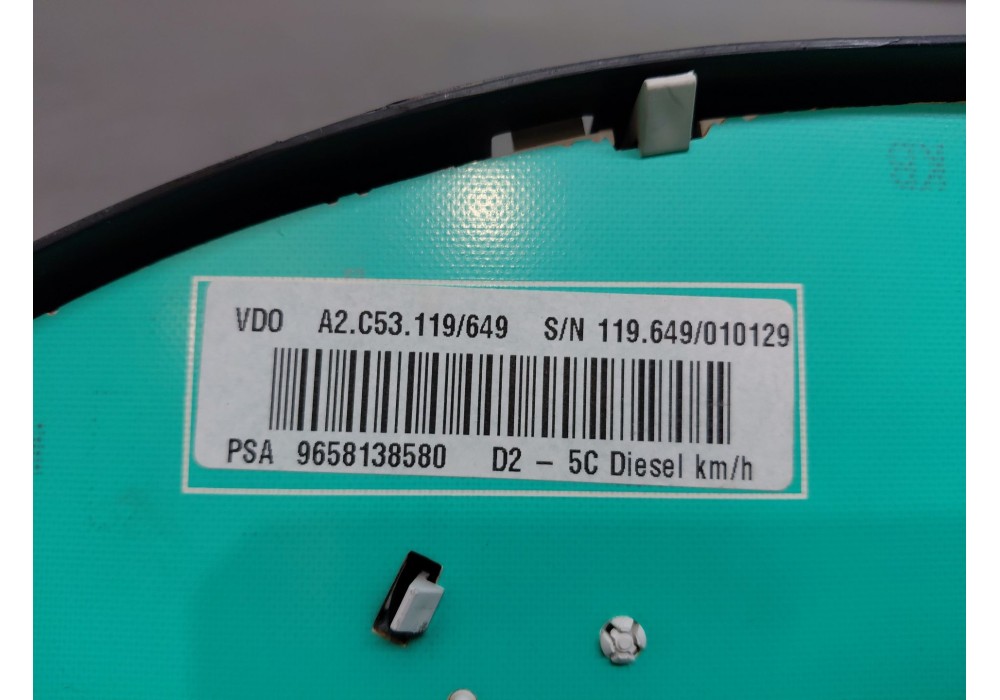 KB
VDO A2.C53.119/649 S/N 119.649/010129
PSA 9658138580 D2 - 5C Diesel km/h